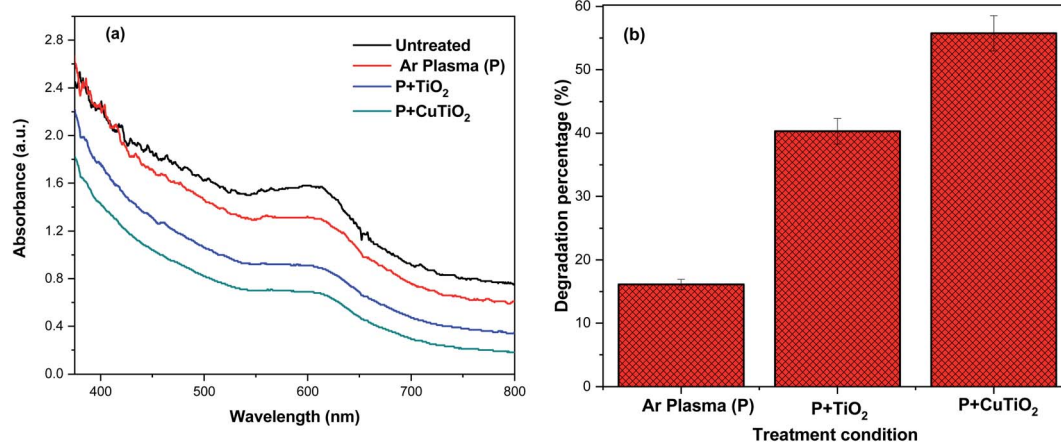 (a)
Untreated
Ar Plasma (P)
P+TiO₂
P+CuTiO₂
Absorbance (a.u.)
2.8
2.4
2.0
1.6
1.2
0.8
0.4
0.0
400 500 600 700 800
Wavelength (nm)
(b)
Degradation percentage (%)
60
50
40
30
20
10
0
Ar Plasma (P) P+TiO₂ P+CuTiO₂
Treatment condition